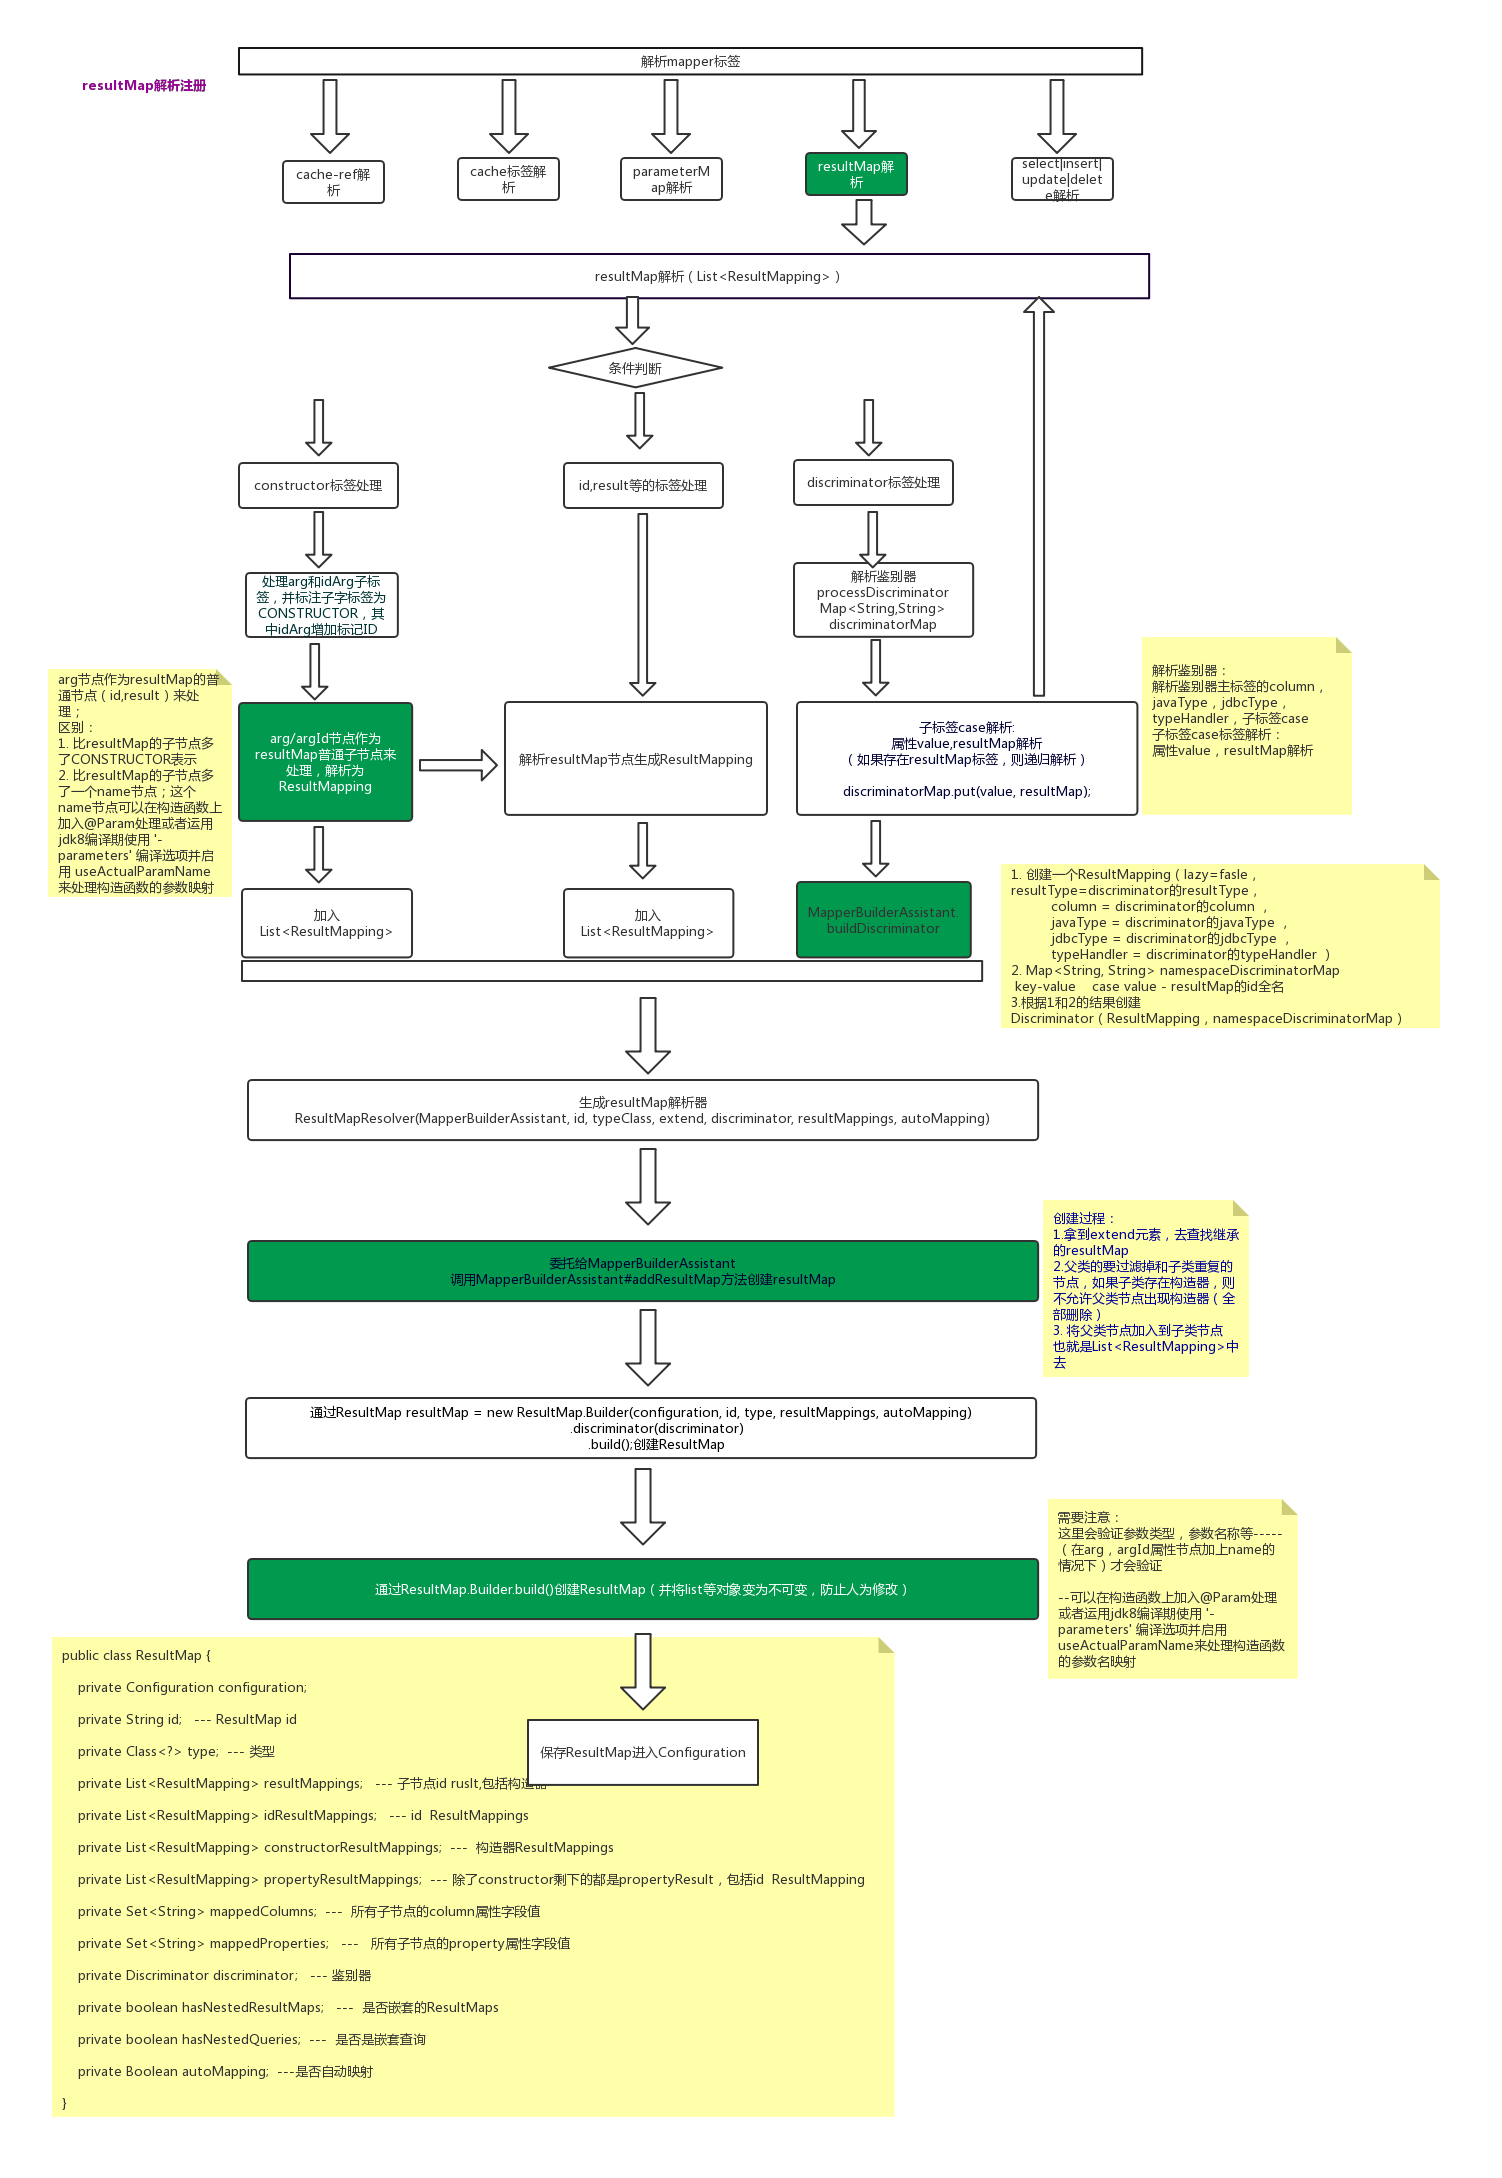 解析mapper标签
resultMap解析注册
cache-ref解
析
cache标签解
析
parameterM
ap解析
resultMap解
析
select|insert|
update|delet
e解析
resultMap解析（List<ResultMapping>）
条件判断
constructor标签处理
id,result等的标签处理
discriminator标签处理
处理arg和idArg子标
签，并标注子字标签为
CONSTRUCTOR，其
中idArg增加标记ID
解析鉴别器
processDiscriminator
Map<String,String>
discriminatorMap
arg节点作为resultMap的普
通节点（id,result）来处
理；
区别：
1. 比resultMap的子节点多
了CONSTRUCTOR表示
2. 比resultMap的子节点多
了一个name节点；这个
name节点可以在构造函数上
加入@Param处理或者运用
jdk8编译期使用 '-
parameters' 编译选项并启
用 useActualParamName
来处理构造函数的参数映射
arg/argId节点作为
resultMap普通子节点来
处理，解析为
ResultMapping
解析resultMap节点生成ResultMapping
子标签case解析:
属性value,resultMap解析
（如果存在resultMap标签，则递归解析）
discriminatorMap.put(value, resultMap);
解析鉴别器：
解析鉴别器主标签的column，
javaType，jdbcType，
typeHandler，子标签case
子标签case标签解析：
属性value，resultMap解析
加入
List<ResultMapping>
加入
List<ResultMapping>
MapperBuilderAssistant.
buildDiscriminator
1. 创建一个ResultMapping（lazy=fasle，
resultType=discriminator的resultType，
column = discriminator的column ，
javaType = discriminator的javaType ，
jdbcType = discriminator的jdbcType ，
typeHandler = discriminator的typeHandler ）
2. Map<String, String> namespaceDiscriminatorMap
key-value    case value - resultMap的id全名
3.根据1和2的结果创建
Discriminator（ResultMapping，namespaceDiscriminatorMap）
生成resultMap解析器
ResultMapResolver(MapperBuilderAssistant, id, typeClass, extend, discriminator, resultMappings, autoMapping)
委托给MapperBuilderAssistant
调用MapperBuilderAssistant#addResultMap方法创建resultMap
创建过程：
1.拿到extend元素，去查找继承
的resultMap
2.父类的要过滤掉和子类重复的
节点，如果子类存在构造器，则
不允许父类节点出现构造器（全
部删除）
3. 将父类节点加入到子类节点
也就是List<ResultMapping>中
去
通过ResultMap resultMap = new ResultMap.Builder(configuration, id, type, resultMappings, autoMapping)
.discriminator(discriminator)
.build();创建ResultMap
通过ResultMap.Builder.build()创建ResultMap（并将list等对象变为不可变，防止人为修改）
需要注意：
这里会验证参数类型，参数名称等-----
（在arg，argId属性节点加上name的
情况下）才会验证
--可以在构造函数上加入@Param处理
或者运用jdk8编译期使用 '-
parameters' 编译选项并启用
useActualParamName来处理构造函数
的参数名映射
保存ResultMap进入Configuration
public class ResultMap {
private Configuration configuration;
private String id;   --- ResultMap id
private Class<?> type;  --- 类型
private List<ResultMapping> resultMappings;   --- 子节点id ruslt,包括构造器
private List<ResultMapping> idResultMappings;   --- id  ResultMappings
private List<ResultMapping> constructorResultMappings;  ---  构造器ResultMappings
private List<ResultMapping> propertyResultMappings;  --- 除了constructor剩下的都是propertyResult，包括id  ResultMapping
private Set<String> mappedColumns;  ---  所有子节点的column属性字段值
private Set<String> mappedProperties;   ---   所有子节点的property属性字段值
private Discriminator discriminator;   --- 鉴别器
private boolean hasNestedResultMaps;   ---  是否嵌套的ResultMaps
private boolean hasNestedQueries;  ---  是否是嵌套查询
private Boolean autoMapping;  ---是否自动映射
}